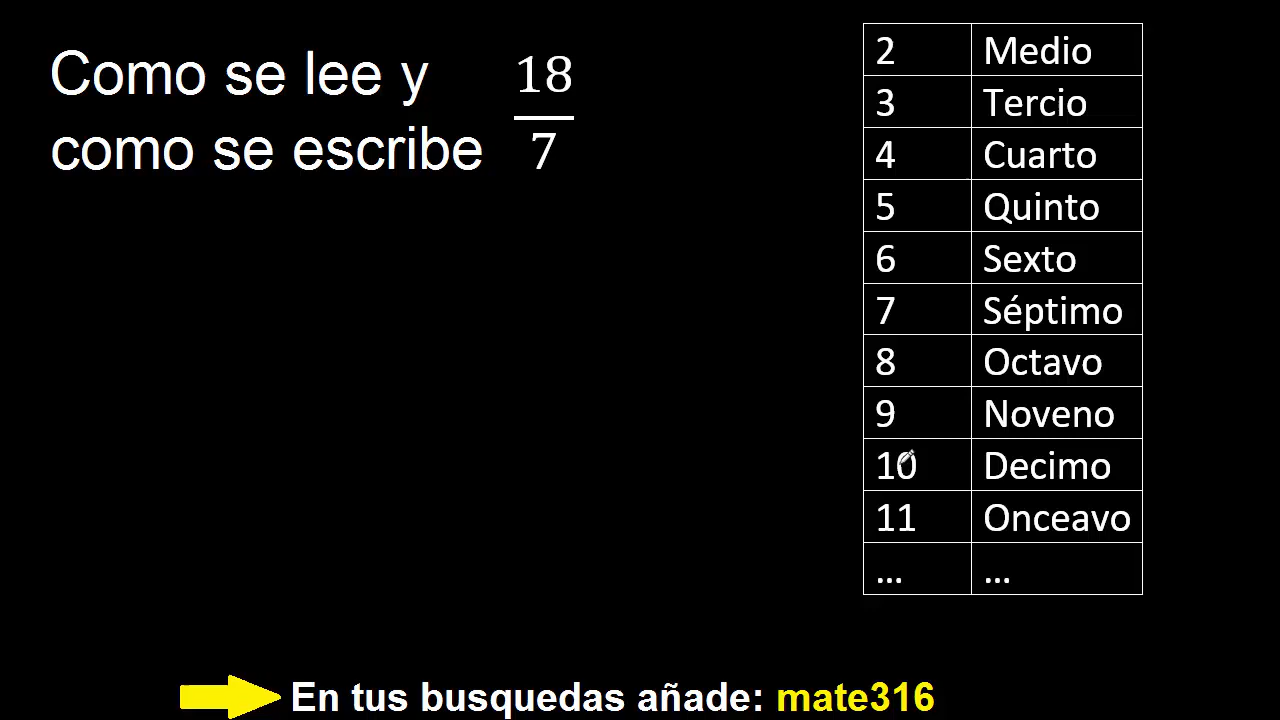 Como se lee y
como se escribe
18
7
2 Medio
3 Tercio
4 Cuarto
5 Quinto
6 Sexto
7 Séptimo
8 Octavo
9 Noveno
10 Decimo
11 Onceavo
... ...
En tus busquedas añade: mate316